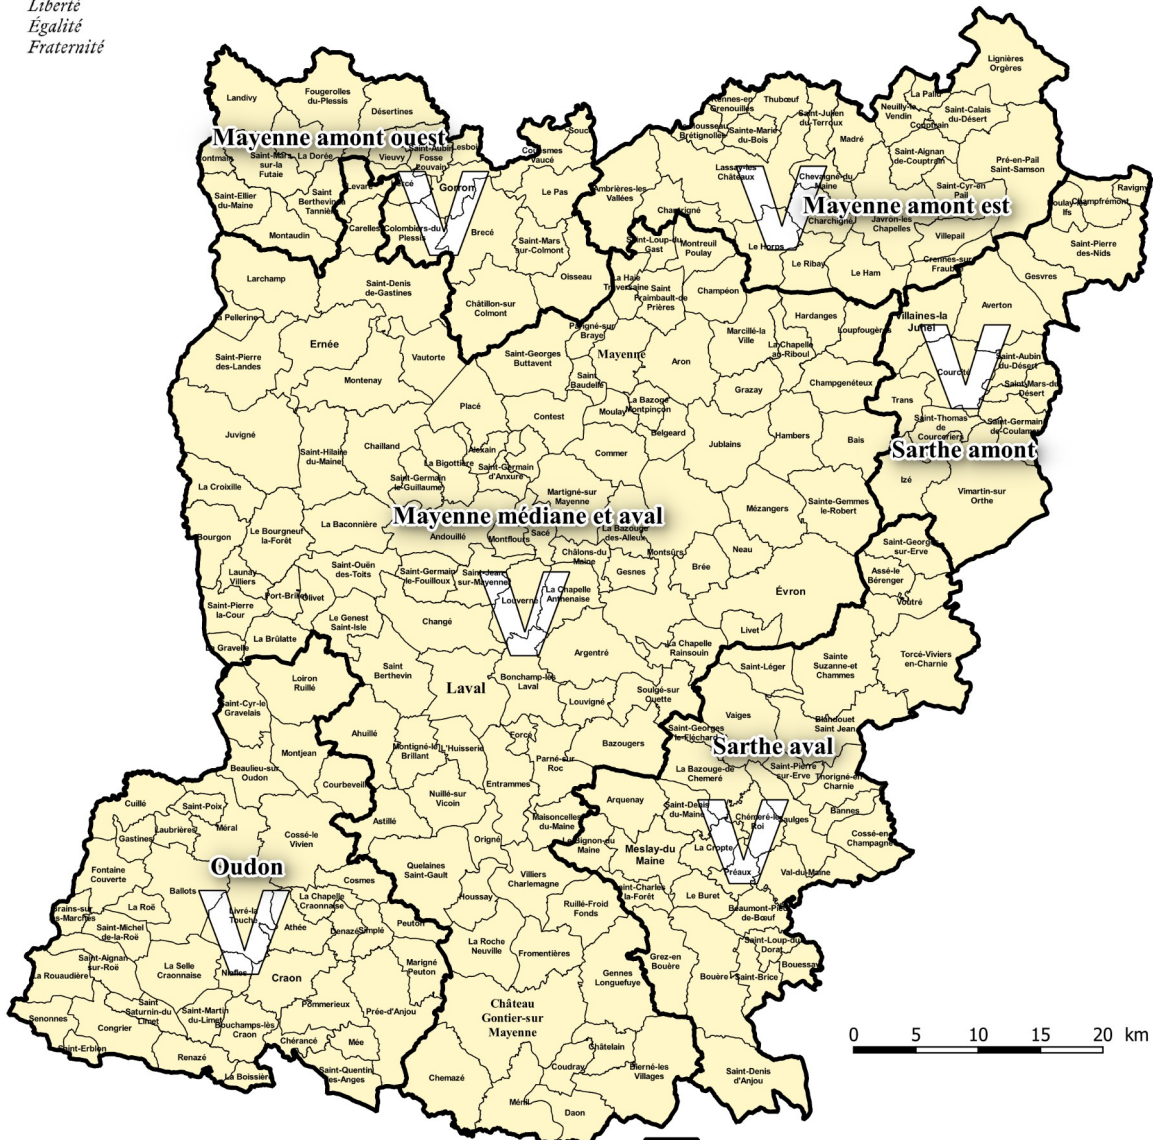 Liberté
Égalité
Fraternité
Mayenne amont ouest
Landivy
Fougerolles
du-Plessis
Désertines
Vieuvy
La Dorée
Saint-Ellier
du-Maine
Saint
Berthevin
Tannière
Montaudin
Levaré
Carelles
Colombiers-du
Plessis
Gorron
Brecé
Le Pas
Saint-Mars
sur-Colmont
Oisseau
Châtillon-sur
Colmont
V
Mayenne amont est
Lignières
Orgères
La Pallu
Neuilly-le
Vendin
Saint-Calais
du-Désert
Couptrain
Thubœuf
Rennes-en
Grenouilles
Saint-Julien
du-Terroux
Madré
Sainte-Marie
du-Bois
Saint-Aignan
de-Couptrain
Pré-en-Pail
Saint-Samson
Lassay-les
Châteaux
Chevaigné-du
Maine
Saint-Cyr-en
Pail
Ambrières-les
Vallées
Chantrigné
Charchigné
Javron-les
Chapelles
Villepail
Le Horps
Le Ribay
Le Ham
Crennes-sur
Fraubée
Ravigny
Champfrémont
Boulay-les
Ifs
Saint-Pierre
des-Nids
V
Sarthe amont
Gesvres
Averton
Villaines-la
Juhel
Courcité
Saint-Aubin
du-Désert
Saint-Mars-du
Désert
Trans
Saint-Thomas
de
Courceriers
Saint-Germain
de-Coulamer
Izé
Vimartin-sur
Orthe
V
Mayenne médiane et aval
Larchamp
Saint-Denis
de-Gastines
La Pellerine
Ernée
Saint-Pierre
des-Landes
Vautorte
Montenay
Juvigné
Saint-Hilaire
du-Maine
Chailland
Placé
Saint-Georges
Buttavent
Parigné-sur
Braye
Mayenne
Saint
Baudelle
Contest
Moulay
La Bazoge
Montpinçon
Belgeard
Commer
Aron
Saint-Loup-du
Gast
Montreuil
Poulay
La Haie
Traversaine
Saint
Fraimbault-de
Prières
Champéon
Marcillé-la
Ville
Hardanges
Loupfougères
La Chapelle
au-Riboul
Grazay
Champgenéteux
Jublains
Hambers
Bais
Alexain
La Bigottière
Saint-Germain
d'Anxure
Saint-Germain
le-Guillaume
Martigné-sur
Mayenne
Sacé
La Bazouge
des-Alleux
Andouillé
Montflours
Châlons-du
Maine
Montsûrs
Gesnes
Brée
Neau
Mézangers
Sainte-Gemmes
le-Robert
Évron
Livet
La Croixille
Bourgon
Le Bourgneuf
la-Forêt
La Baconnière
Saint-Ouën
des-Toits
Launay
Villiers
Port-Brillet
Olivet
Saint-Pierre
la-Cour
La Brûlatte
La Gravelle
Le Genest
Saint-Isle
Saint-Germain
le-Fouilloux
Saint-Jean
sur-Mayenne
Changé
Louverné
La Chapelle
Anthenaise
Argentré
La Chapelle
Rainsouin
Saint
Berthevin
Laval
Bonchamp-lès
Laval
Louvigné
Soulgé-sur
Ouette
Ahuillé
Montigné-le
Brillant
L'Huisserie
Forcé
Parné-sur
Roc
Bazougers
Entrammes
Nuillé-sur
Vicoin
Astillé
Origné
Maisoncelles
du-Maine
Quelaines
Saint-Gault
Houssay
Villiers
Charlemagne
Ruillé-Froid
Fonds
La Roche
Neuville
Fromentières
Gennes
Longuefuye
Château
Gontier-sur
Mayenne
Châtelain
Coudray
Bierné-les
Villages
Chemazé
Ménil
Daon
V
Sarthe aval
Saint-Georges
sur-Erve
Assé-le
Bérenger
Voutré
Torcé-Viviers
en-Charnie
Saint-Léger
Sainte
Suzanne-et
Chammes
Vaiges
Blandouet
Saint Jean
Saint-Georges
le-Fléchard
La Bazouge-de
Chemeré
Saint-Pierre
sur-Erve
Thorigné-en
Charnie
Arquenay
Saint-Denis
du-Maine
Chémeré-le
Roi
Saulges
Bannes
Cossé-en
Champagne
Le Bignon-du
Maine
Meslay-du
Maine
La Cropte
Préaux
Val-du-Maine
Saint-Charles
la-Forêt
Le Buret
Beaumont-Pied
de-Bœuf
Saint-Loup-du
Dorat
Grez-en
Bouère
Bouère
Saint-Brice
Bouessay
Saint-Denis
d'Anjou
V
Oudon
Loiron
Ruillé
Saint-Cyr-le
Gravelais
Montjean
Beaulieu-sur
Oudon
Courbeveille
Cuillé
Saint-Poix
Laubrières
Méral
Gastines
Cossé-le
Vivien
Fontaine
Couverte
Ballots
La Roë
Cosmes
La Chapelle
Craonnaise
Livré-la
Touche
Athée
Denazé
Simplé
Peuton
Saint-Michel
de-la-Roë
Saint-Aignan
sur-Roë
La Rouaudière
La Selle
Craonnaise
Niafles
Craon
Marigné
Peuton
Senonnes
Congrier
Saint
Saturnin-du
Limet
Saint-Martin
du-Limet
Bouchamps-lès
Craon
Pommerieux
Prée-d'Anjou
Saint-Erblon
Renazé
La Boissière
Chérancé
Mée
Saint-Quentin
les-Anges
V
0 5 10 15 20 km